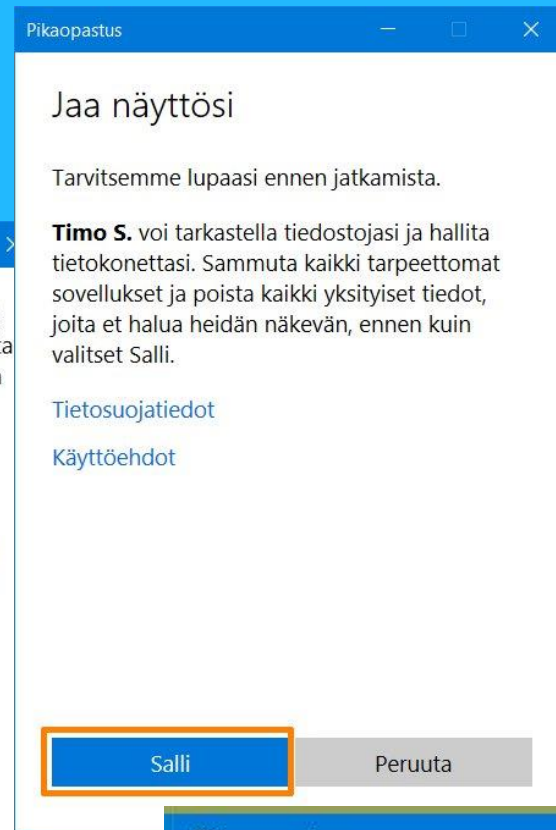 Pikaopastus
Jaa näyttösi
Tarvitsemme lupaasi ennen jatkamista.
Timo S. voi tarkastella tiedostojasi ja hallita
tietokonettasi. Sammuta kaikki tarpeettomat
sovellukset ja poista kaikki yksityiset tiedot,
joita et halua heidän näkevän, ennen kuin
valitset Salli.
Tietosuojatiedot
Käyttöehdot
Salli
Peruuta